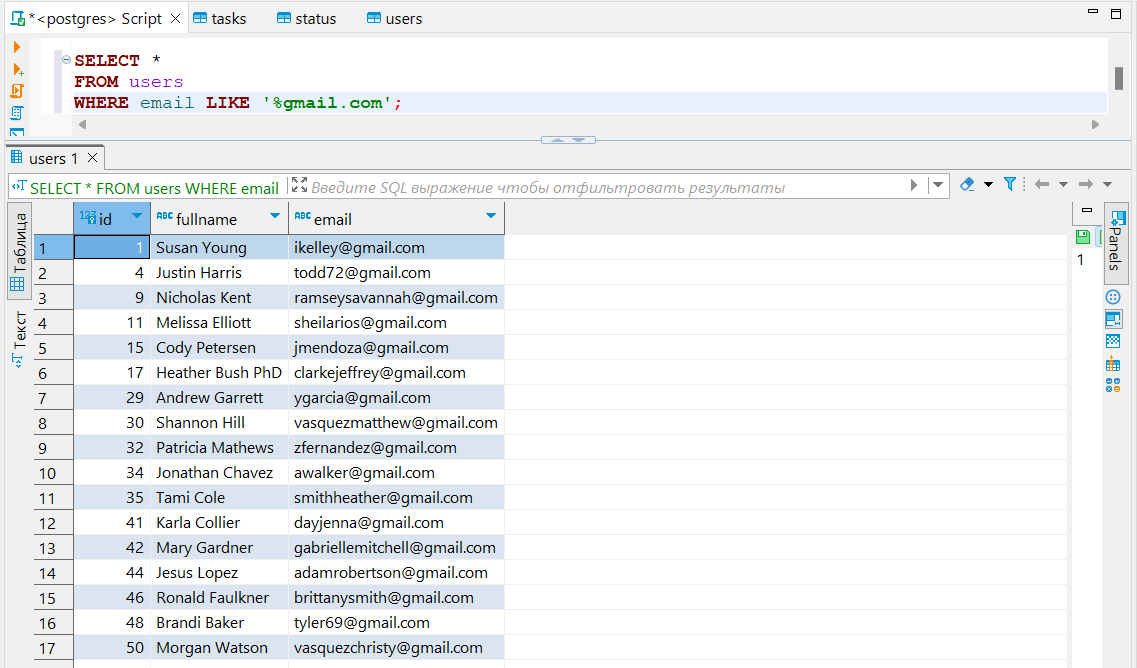 *<postgres> Script tasks status users
SELECT *
FROM users
WHERE email LIKE '%gmail.com';
users 1
SELECT * FROM users WHERE email Введите SQL выражение чтобы отфильтровать результаты
Таблица
Текст
123 id ABC fullname ABC email
1 1 Susan Young ikelley@gmail.com
2 4 Justin Harris todd72@gmail.com
3 9 Nicholas Kent ramseysavannah@gmail.com
4 11 Melissa Elliott sheilarios@gmail.com
5 15 Cody Petersen jmendoza@gmail.com
6 17 Heather Bush PhD clarkejeffrey@gmail.com
7 29 Andrew Garrett ygarcia@gmail.com
8 30 Shannon Hill vasquezmatthew@gmail.com
9 32 Patricia Mathews zfernandez@gmail.com
10 34 Jonathan Chavez awalker@gmail.com
11 35 Tami Cole smithheather@gmail.com
12 41 Karla Collier dayjenna@gmail.com
13 42 Mary Gardner gabriellemitchell@gmail.com
14 44 Jesus Lopez adamrobertson@gmail.com
15 46 Ronald Faulkner brittanysmith@gmail.com
16 48 Brandi Baker tyler69@gmail.com
17 50 Morgan Watson vasquezchristy@gmail.com
1
Panels